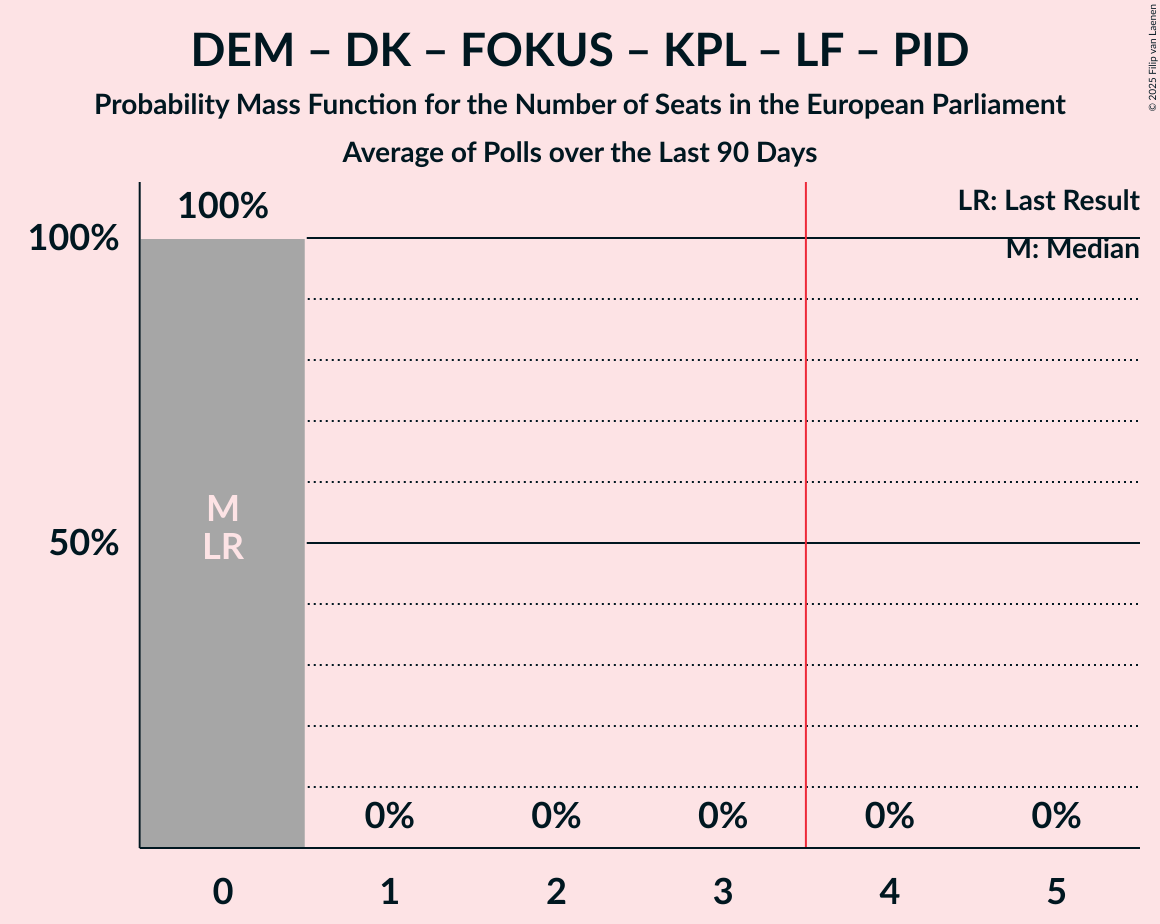 DEM – DK – FOKUS – KPL – LF – PID
Probability Mass Function for the Number of Seats in the European Parliament
Average of Polls over the Last 90 Days
© 2025 Filip van Laenen
LR: Last Result
M: Median
100%
100%
M
LR
50%
0% 0% 0% 0% 0%
0 1 2 3 4 5